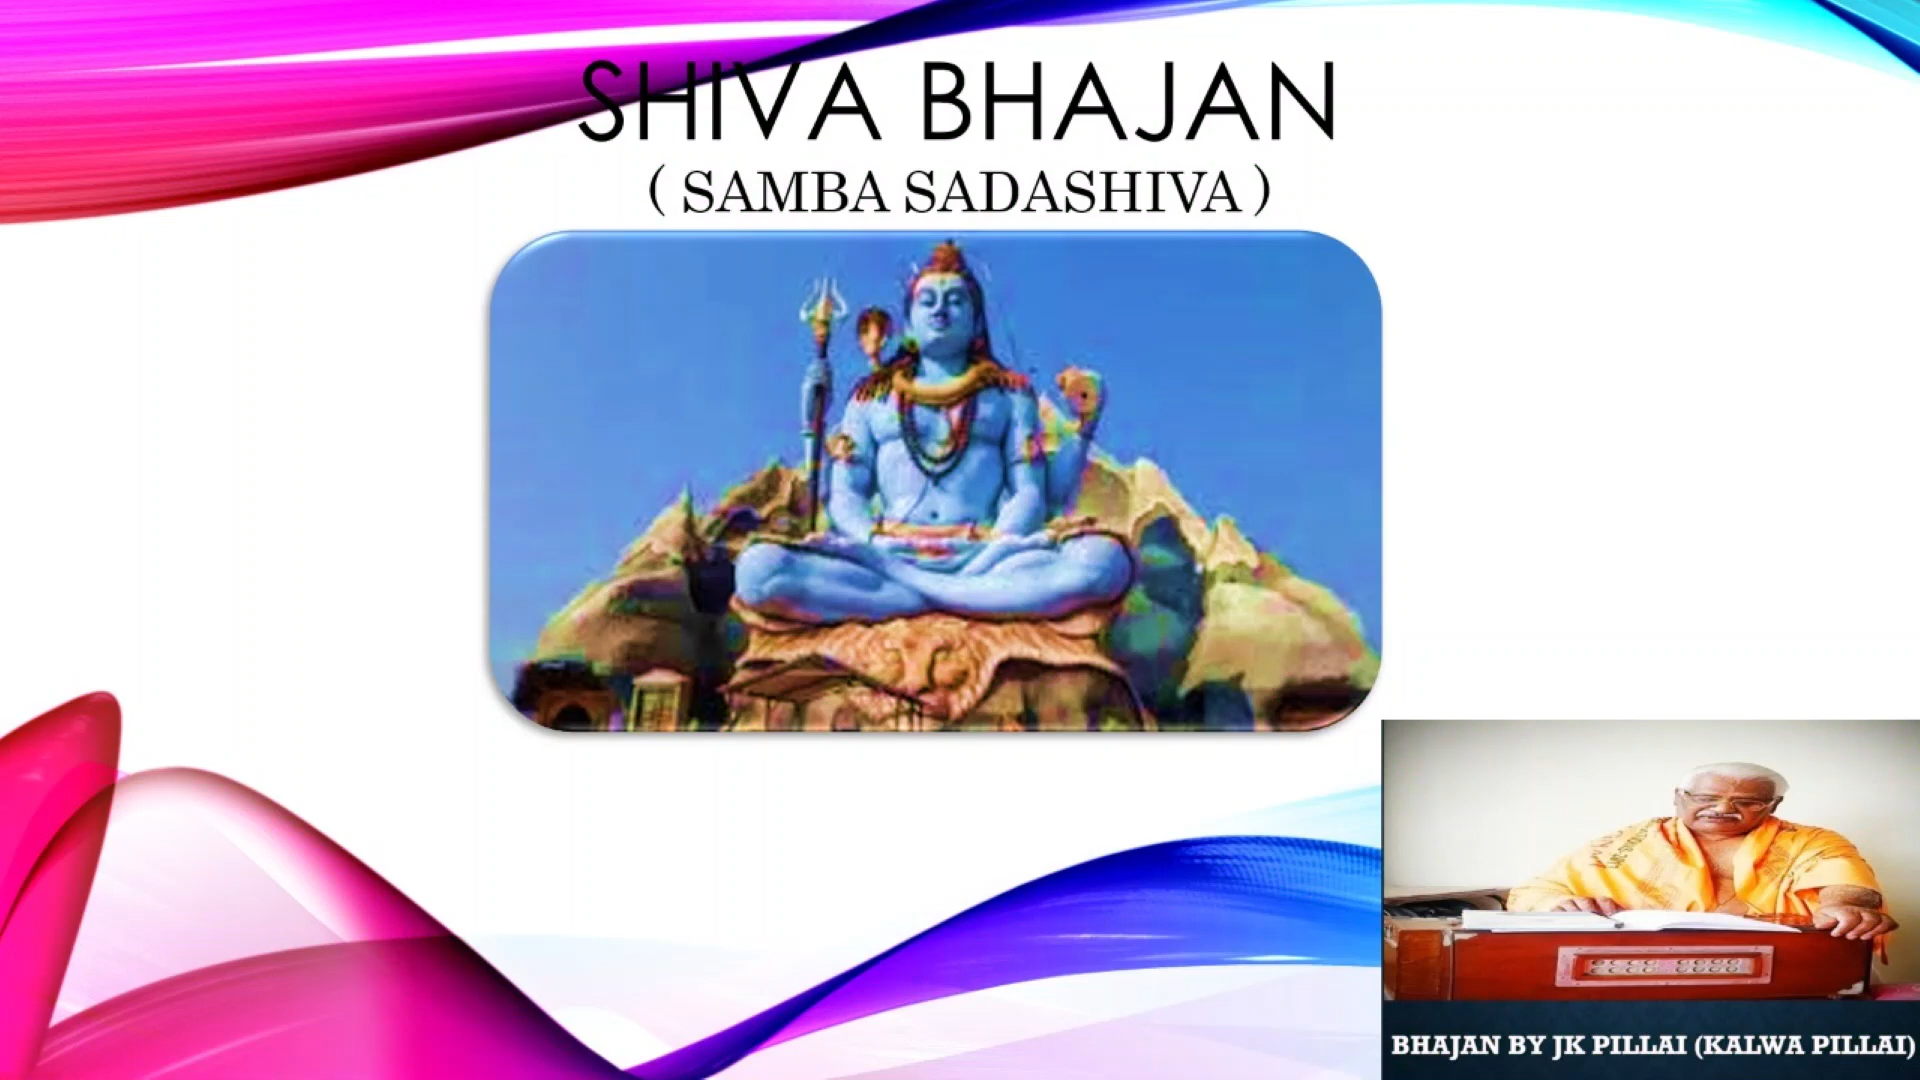 SHIVA BHAJAN
( SAMBA SADASHIVA )
BHAJAN BY JK PILLAI (KALWA PILLAI)